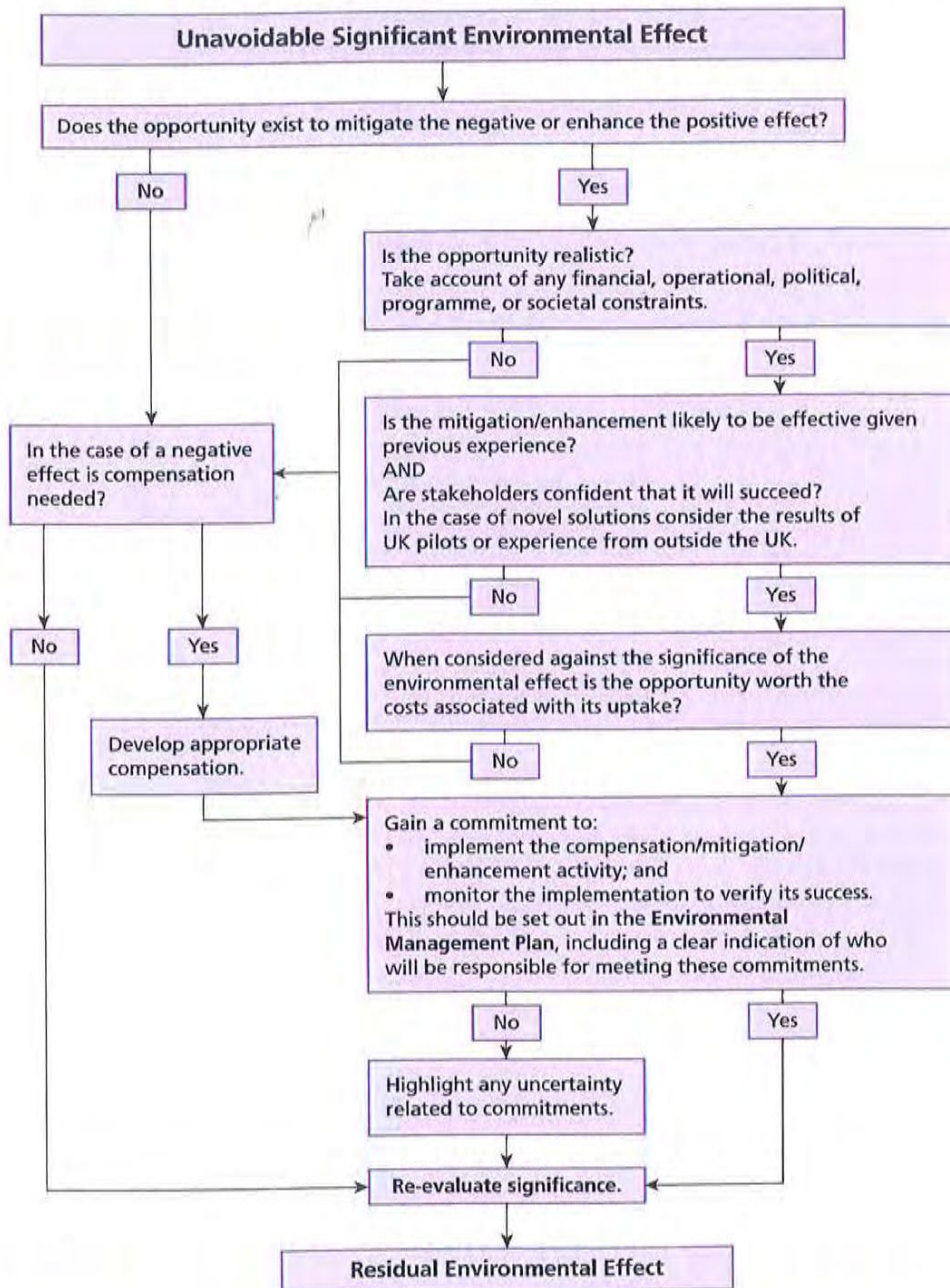 Unavoidable Significant Environmental Effect
Does the opportunity exist to mitigate the negative or enhance the positive effect?
No
Yes
Is the opportunity realistic?
Take account of any financial, operational, political,
programme, or societal constraints.
No
Yes
In the case of a negative
effect is compensation
needed?
Is the mitigation/enhancement likely to be effective given
previous experience?
AND
Are stakeholders confident that it will succeed?
In the case of novel solutions consider the results of
UK pilots or experience from outside the UK.
No
Yes
No
Yes
When considered against the significance of the
environmental effect is the opportunity worth the
costs associated with its uptake?
No
Yes
Develop appropriate
compensation.
Gain a commitment to:
• implement the compensation/mitigation/
enhancement activity; and
• monitor the implementation to verify its success.
This should be set out in the Environmental
Management Plan, including a clear indication of who
will be responsible for meeting these commitments.
No
Yes
Highlight any uncertainty
related to commitments.
Re-evaluate significance.
Residual Environmental Effect